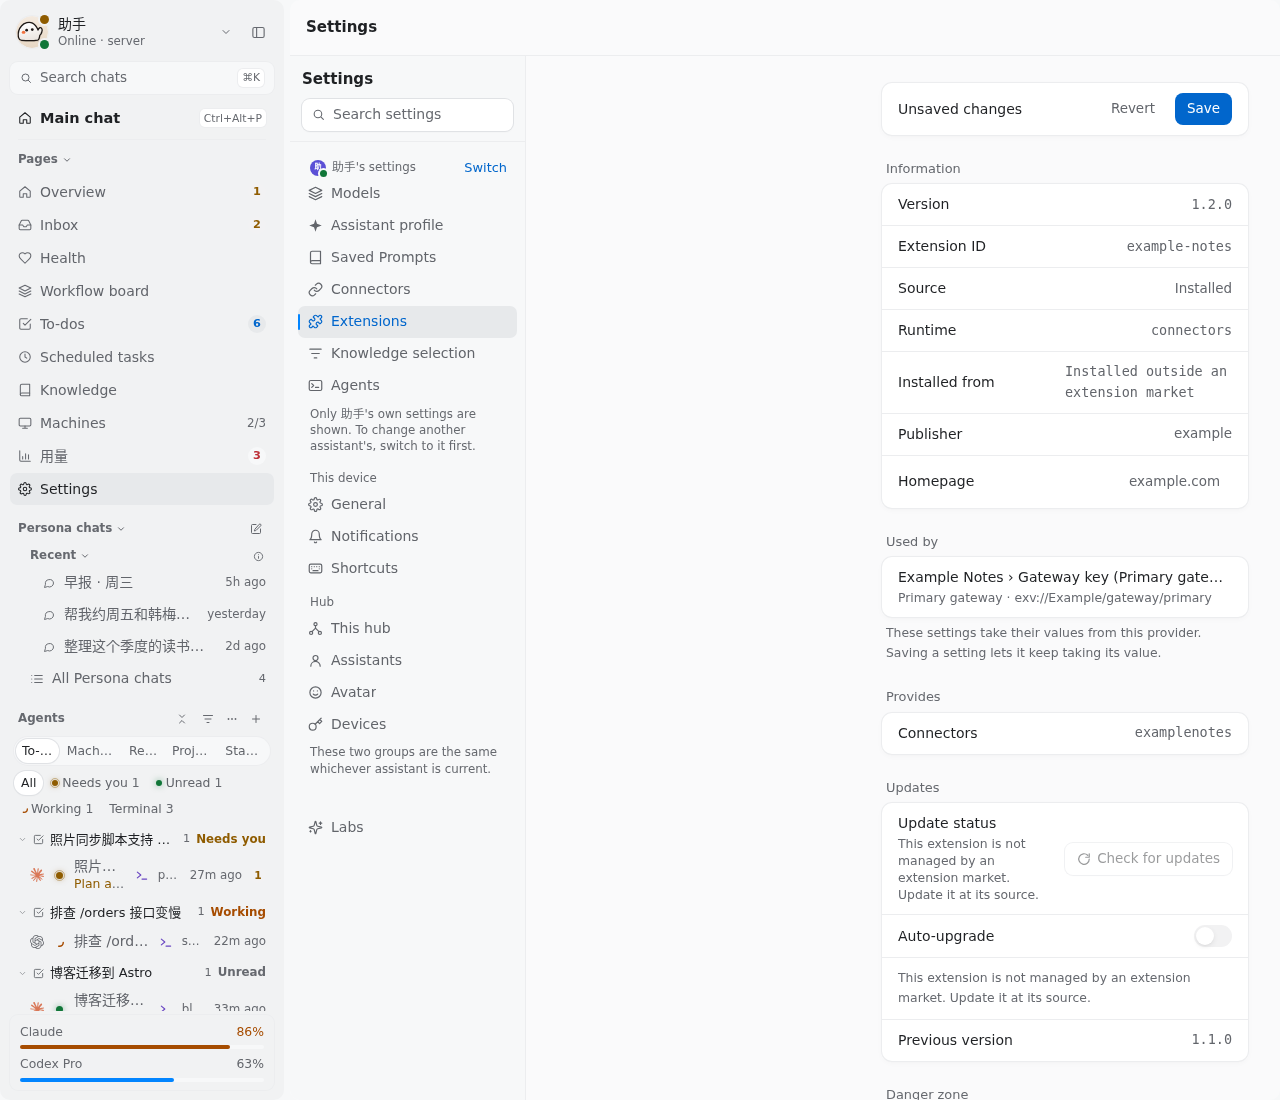 助手
Online · server
Search chats
⌘K
Main chat
Ctrl+Alt+P
Pages
Overview
1
Inbox
2
Health
Workflow board
To-dos
6
Scheduled tasks
Knowledge
Machines
2/3
用量
3
Settings
Persona chats
Recent
早报 · 周三
5h ago
帮我约周五和韩梅…
yesterday
整理这个季度的读书…
2d ago
All Persona chats
4
Agents
To-…
Mach…
Re…
Proj…
Sta…
All
Needs you 1
Unread 1
Working 1
Terminal 3
照片同步脚本支持 …
1 Needs you
照片…
Plan a…
p…
27m ago
1
排查 /orders 接口变慢
1 Working
排查 /ord…
s…
22m ago
博客迁移到 Astro
1 Unread
博客迁移…
bl
33m ago
Claude
86%
Codex Pro
63%
Settings
Settings
Search settings
助
助手's settings
Switch
Models
Assistant profile
Saved Prompts
Connectors
Extensions
Knowledge selection
Agents
Only 助手's own settings are
shown. To change another
assistant's, switch to it first.
This device
General
Notifications
Shortcuts
Hub
This hub
Assistants
Avatar
Devices
These two groups are the same
whichever assistant is current.
Labs
Unsaved changes
Revert
Save
Information
Version
1.2.0
Extension ID
example-notes
Source
Installed
Runtime
connectors
Installed from
Installed outside an
extension market
Publisher
example
Homepage
example.com
Used by
Example Notes › Gateway key (Primary gate…
Primary gateway · exv://Example/gateway/primary
These settings take their values from this provider.
Saving a setting lets it keep taking its value.
Provides
Connectors
examplenotes
Updates
Update status
This extension is not
managed by an
extension market.
Update it at its source.
Check for updates
Auto-upgrade
This extension is not managed by an extension
market. Update it at its source.
Previous version
1.1.0
Danger zone